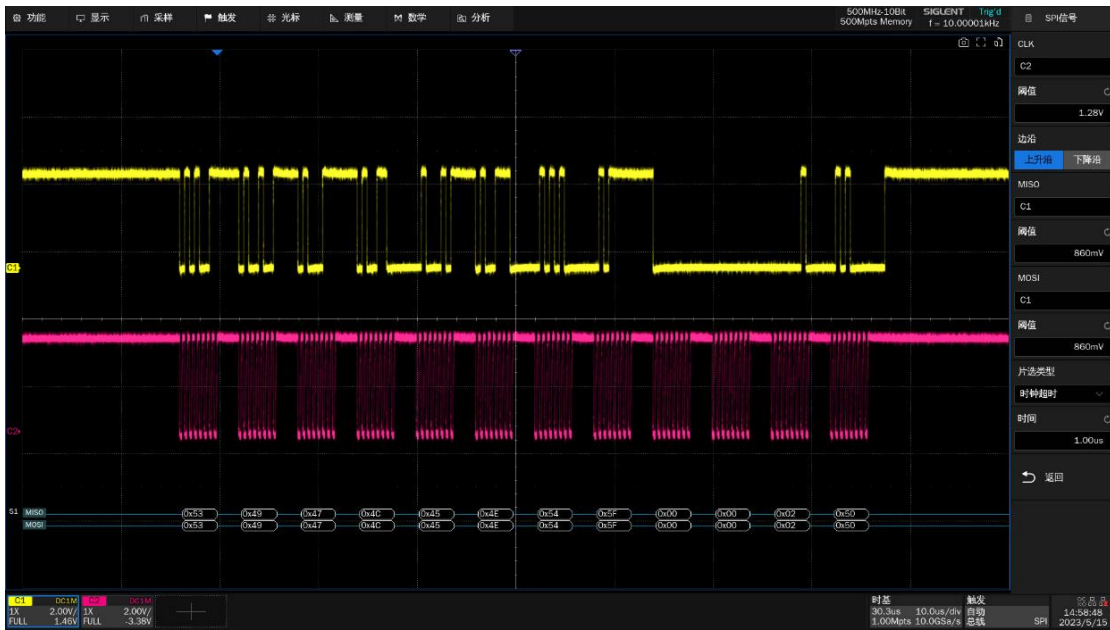 功能 显示 采样 触发 光标 测量 数学 分析 500MHz-10Bit SIGLENT Trig'd SPI信号
500Mpts Memory f = 10.00001kHz
CLK
C2
阈值
1.28V
边沿
上升沿 下降沿
MISO
C1
阈值
860mV
MOSI
C1
阈值
860mV
片选类型
时钟超时
时间
1.00us
返回
C1
C2
S1 MISO 0x53 0x49 0x47 0x4C 0x45 0x4E 0x54 0x5F 0x00 0x00 0x02 0x50
MOSI 0x53 0x49 0x47 0x4C 0x45 0x4E 0x54 0x5F 0x00 0x00 0x02 0x50
C1 DC1M C2 DC1M 时基 触发
1X 2.00V/ 1X 2.00V/ 30.3us 10.0us/div 自动 14:58:48
FULL 1.46V FULL -3.38V 1.00Mpts 10.0GSa/s 总线 SPI 2023/5/15